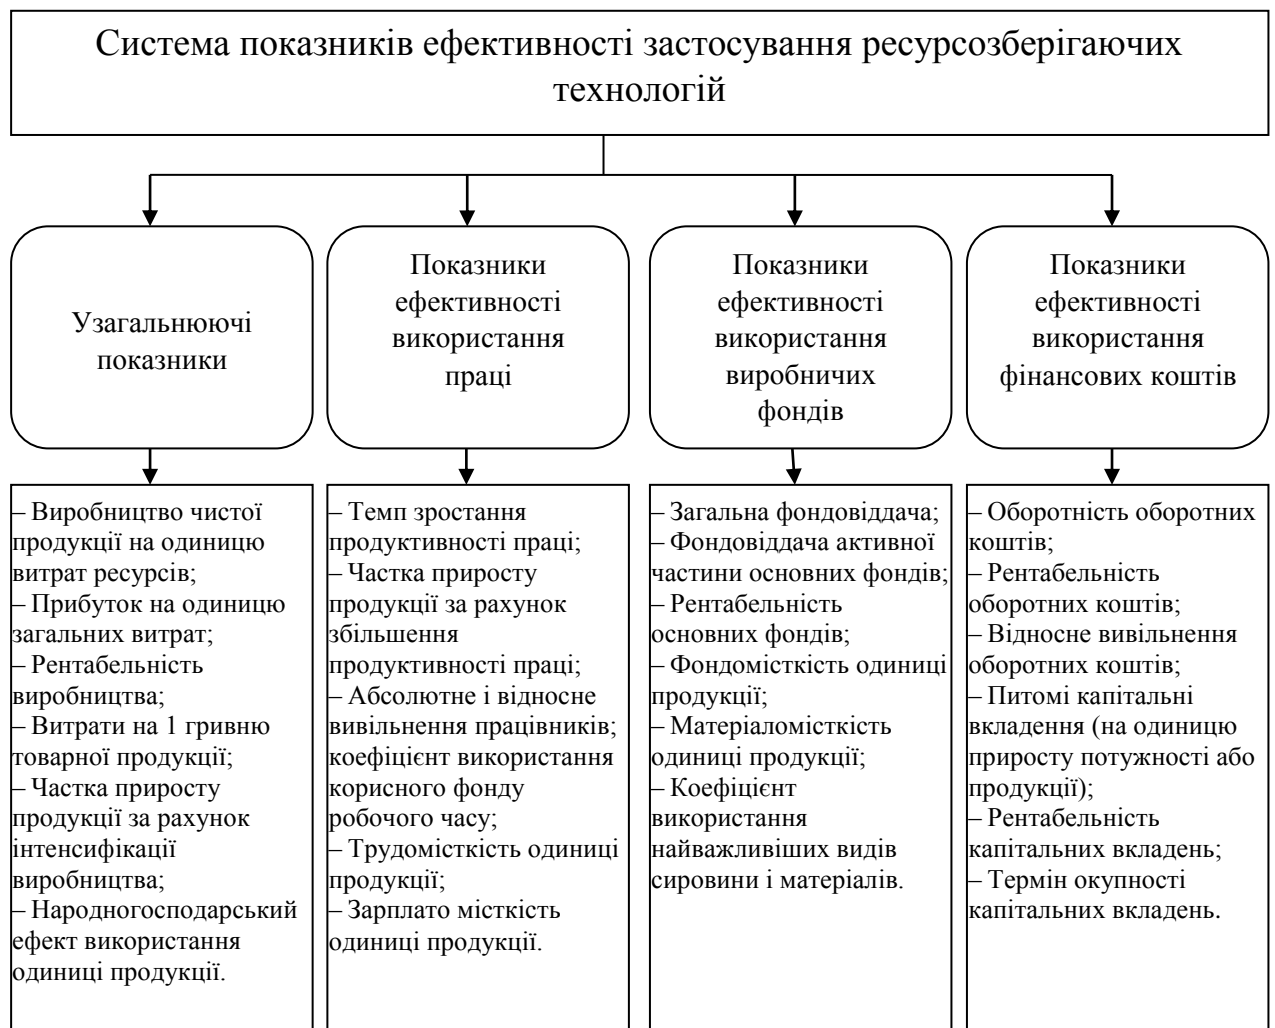 Система показників ефективності застосування ресурсозберігаючих
технологій
Узагальнюючі
показники
Показники
ефективності
використання
праці
Показники
ефективності
використання
виробничих
фондів
Показники
ефективності
використання
фінансових коштів
– Виробництво чистої
продукції на одиницю
витрат ресурсів;
– Прибуток на одиницю
загальних витрат;
– Рентабельність
виробництва;
– Витрати на 1 гривню
товарної продукції;
– Частка приросту
продукції за рахунок
інтенсифікації
виробництва;
– Народногосподарський
ефект використання
одиниці продукції.
– Темп зростання
продуктивності праці;
– Частка приросту
продукції за рахунок
збільшення
продуктивності праці;
– Абсолютне і відносне
вивільнення працівників;
коефіцієнт використання
корисного фонду
робочого часу;
– Трудомісткість одиниці
продукції;
– Зарплато місткість
одиниці продукції.
– Загальна фондовіддача;
– Фондовіддача активної
частини основних фондів;
– Рентабельність
основних фондів;
– Фондомісткість одиниці
продукції;
– Матеріаломісткість
одиниці продукції;
– Коефіцієнт
використання
найважливіших видів
сировини і матеріалів.
– Оборотність оборотних
коштів;
– Рентабельність
оборотних коштів;
– Відносне вивільнення
оборотних коштів;
– Питомі капітальні
вкладення (на одиницю
приросту потужності або
продукції);
– Рентабельність
капітальних вкладень;
– Термін окупності
капітальних вкладень.